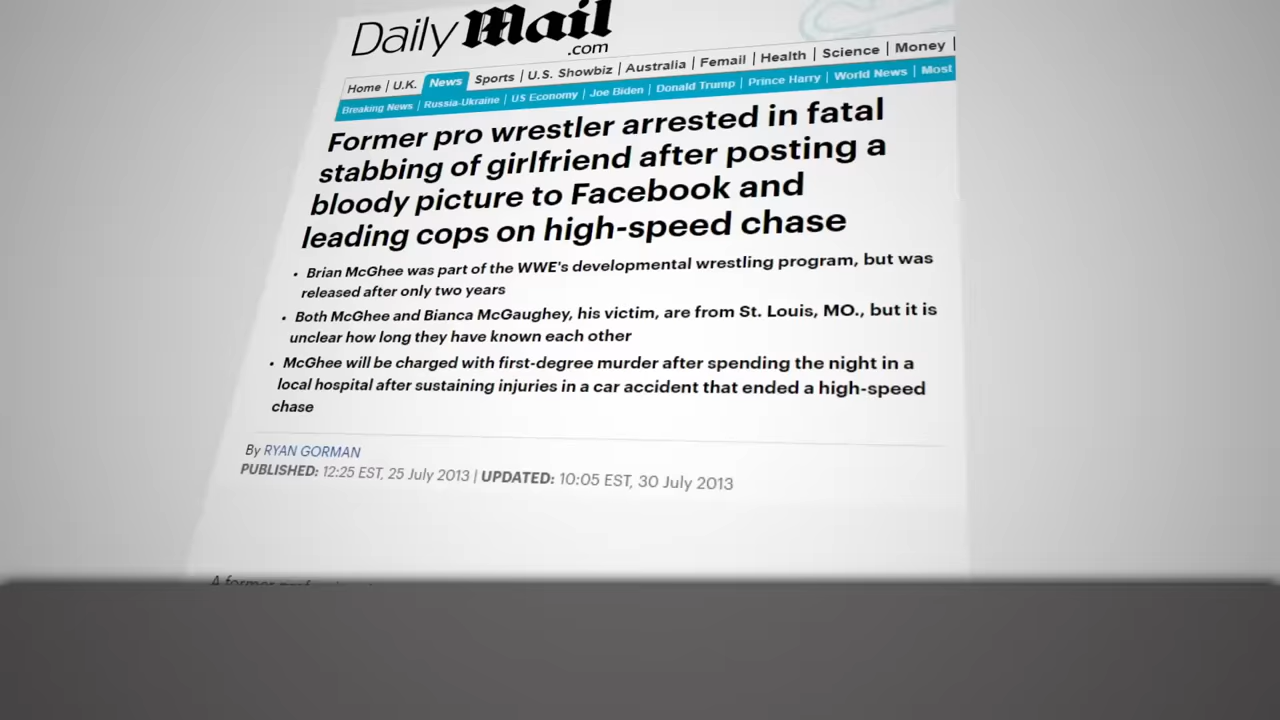 Daily Mail
.com
Home | U.K. News Sports | U.S. Showbiz | Australia | Femail | Health | Science | Money |
Breaking News | Russia-Ukraine | US Economy | Joe Biden | Donald Trump | Prince Harry | World News | Most
Former pro wrestler arrested in fatal
stabbing of girlfriend after posting a
bloody picture to Facebook and
leading cops on high-speed chase
• Brian McGhee was part of the WWE's developmental wrestling program, but was
released after only two years
• Both McGhee and Bianca McGaughey, his victim, are from St. Louis, MO., but it is
unclear how long they have known each other
• McGhee will be charged with first-degree murder after spending the night in a
local hospital after sustaining injuries in a car accident that ended a high-speed
chase
By RYAN GORMAN
PUBLISHED: 12:25 EST, 25 July 2013 | UPDATED: 10:05 EST, 30 July 2013
A former